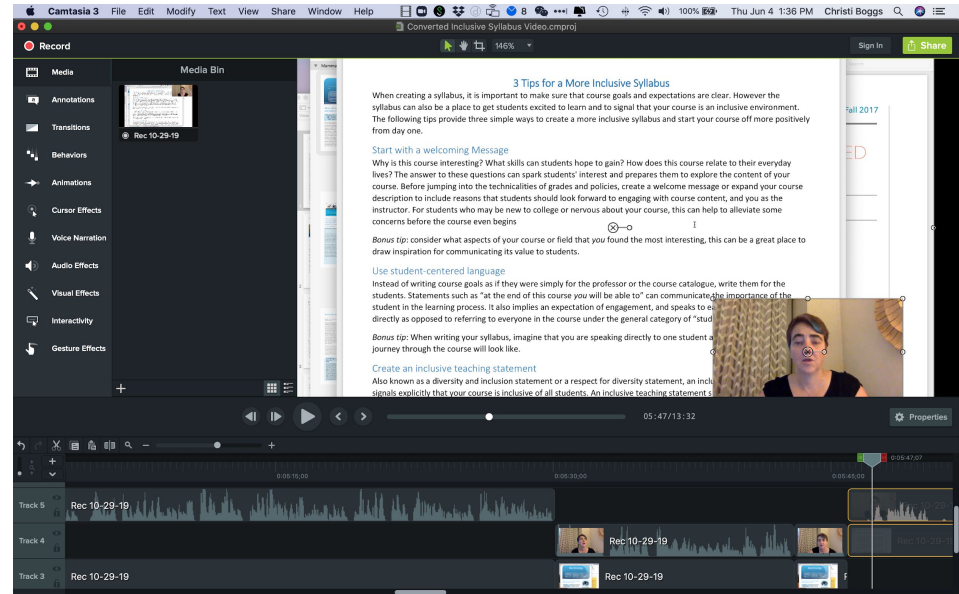 Camtasia 3 File Edit Modify Text View Share Window Help 8 100% Thu Jun 4 1:36 PM Christi Boggs
Converted Inclusive Syllabus Video.cmproj
Record 146% Sign In Share
Media
Annotations
Transitions
Behaviors
Animations
Cursor Effects
Voice Narration
Audio Effects
Visual Effects
Interactivity
Gesture Effects
Media Bin
Rec 10-29-19
3 Tips for a More Inclusive Syllabus
When creating a syllabus, it is important to make sure that course goals and expectations are clear. However the
syllabus can also be a place to get students excited to learn and to signal that your course is an inclusive environment.
The following tips provide three simple ways to create a more inclusive syllabus and start your course off more positively
from day one.
Start with a welcoming Message
Why is this course interesting? What skills can students hope to gain? How does this course relate to their everyday
lives? The answer to these questions can spark students' interest and prepares them to explore the content of your
course. Before jumping into the technicalities of grades and policies, create a welcome message or expand your course
description to include reasons that students should look forward to engaging with course content, and you as the
instructor. For students who may be new to college or nervous about your course, this can help to alleviate some
concerns before the course even begins
Bonus tip: consider what aspects of your course or field that you found the most interesting, this can be a great place to
draw inspiration for communicating its value to students.
Use student-centered language
Instead of writing course goals as if they were simply for the professor or the course catalogue, write them for the
students. Statements such as "at the end of this course you will be able to" can communicate the importance of the
student in the learning process. It also implies an expectation of engagement, and speaks to
directly as opposed to referring to everyone in the course under the general category of "stud
Bonus tip: When writing your syllabus, imagine that you are speaking directly to one student a
journey through the course will look like.
Create an inclusive teaching statement
Also known as a diversity and inclusion statement or a respect for diversity statement, an inclu
signals explicitly that your course is inclusive of all students. An inclusive teaching statement s
Fall 2017
ED
05:47/13:32
Properties
0:05:47;07
0:05:15;00 0:05:30;00 0:05:45;00
Track 5 Rec 10-29-19
Track 4 Rec 10-29-19
Track 3 Rec 10-29-19 Rec 10-29-19